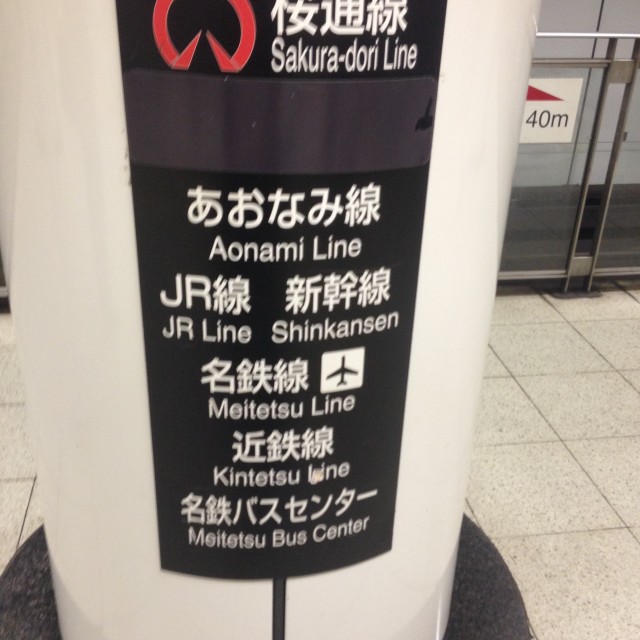 桜通線
Sakura-dori Line
あおなみ線
Aonami Line
JR線 新幹線
JR Line Shinkansen
名鉄線
Meitetsu Line
近鉄線
Kintetsu Line
名鉄バスセンター
Meitetsu Bus Center
40m